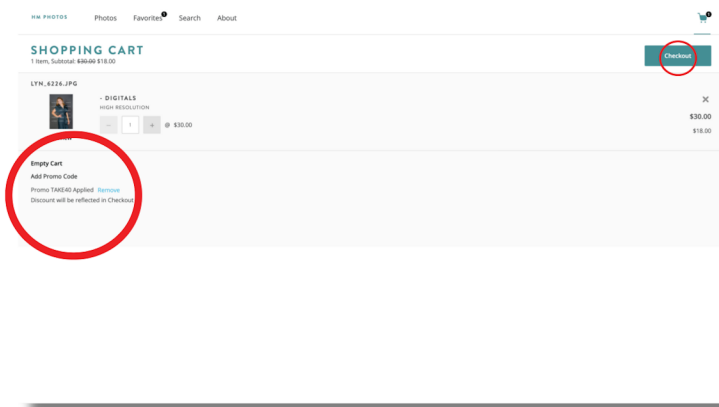 HM PHOTOS Photos Favorites 1 Search About
SHOPPING CART
1 Item, Subtotal: $30.00 $18.00
Checkout
LYN_6226.JPG
- DIGITALS
HIGH RESOLUTION
− 1 + @ $30.00
$30.00
$18.00
Empty Cart
Add Promo Code
Promo TAKE40 Applied Remove
Discount will be reflected in Checkout